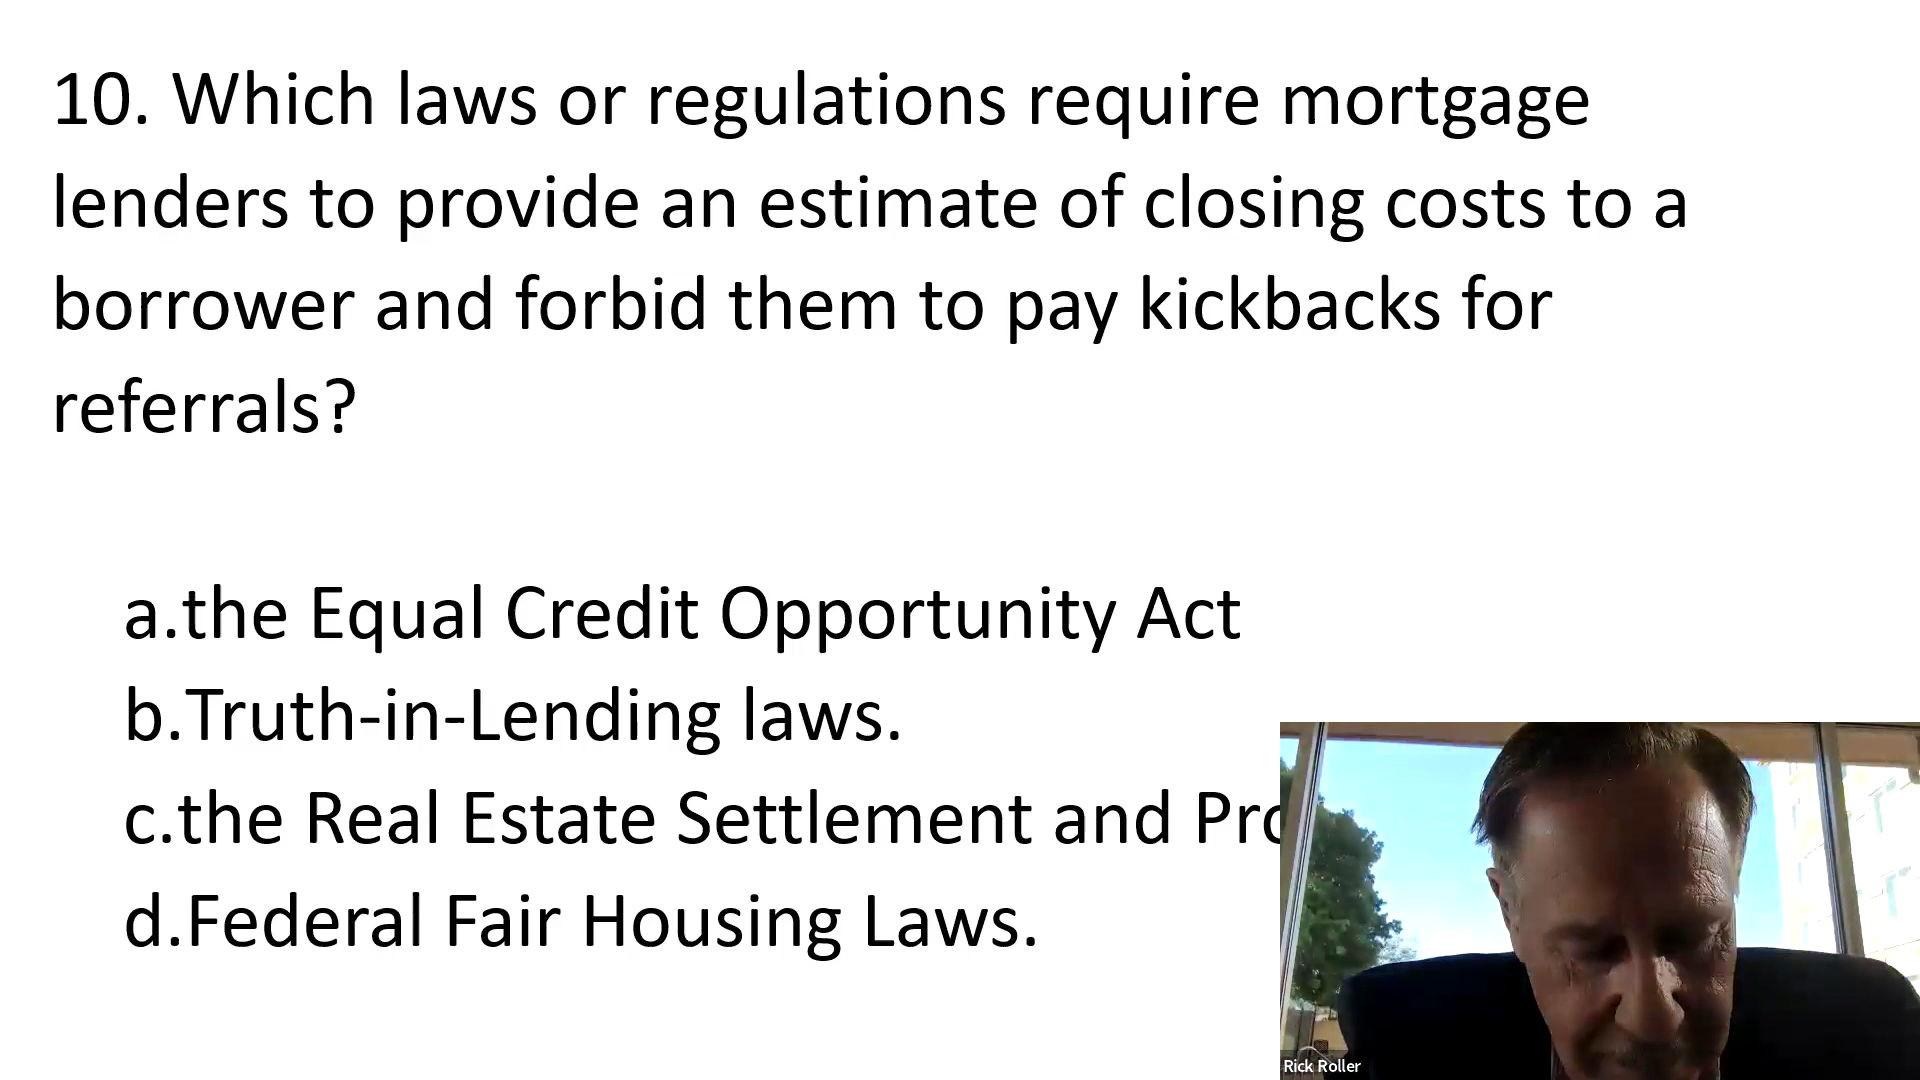 10. Which laws or regulations require mortgage
lenders to provide an estimate of closing costs to a
borrower and forbid them to pay kickbacks for
referrals?
a.the Equal Credit Opportunity Act
b.Truth-in-Lending laws.
c.the Real Estate Settlement and
d.Federal Fair Housing Laws.
Rick Roller